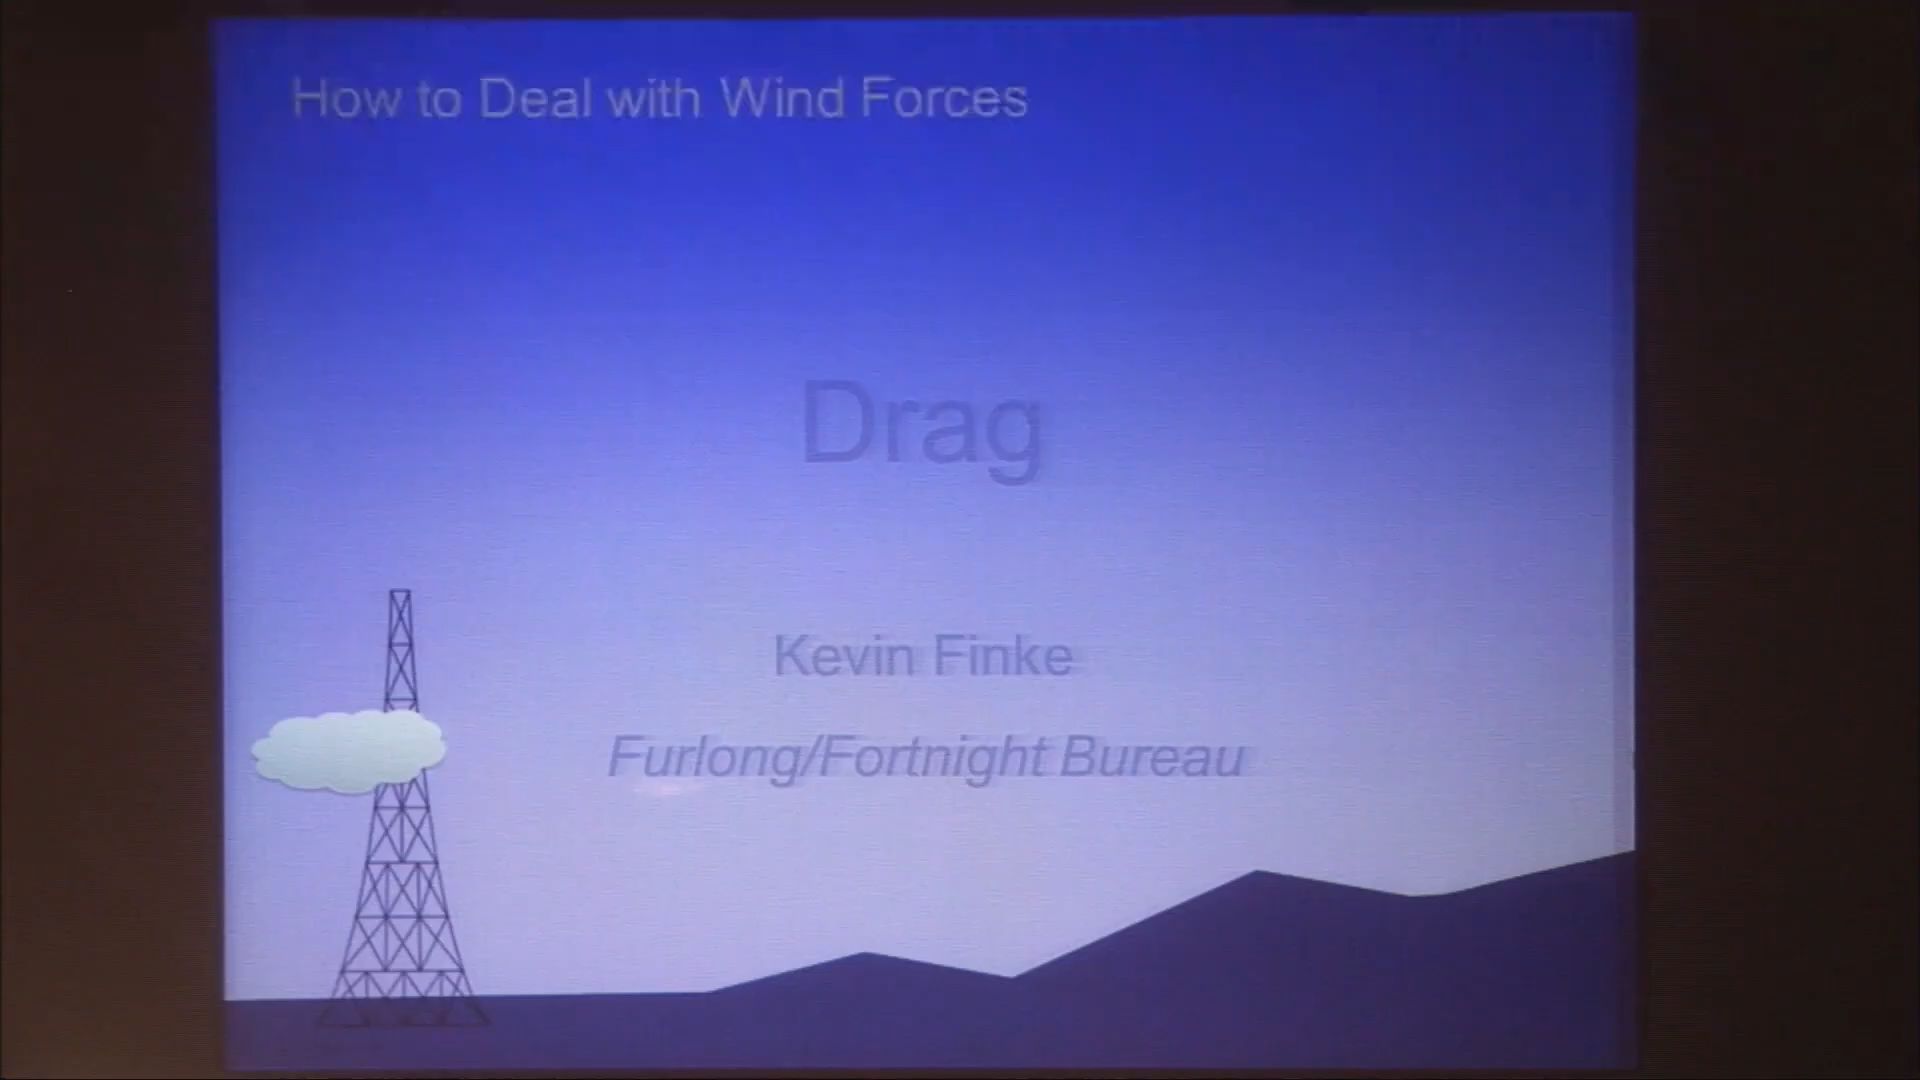 How to Deal with Wind Forces
Drag
Kevin Finke
Furlong/Fortnight Bureau